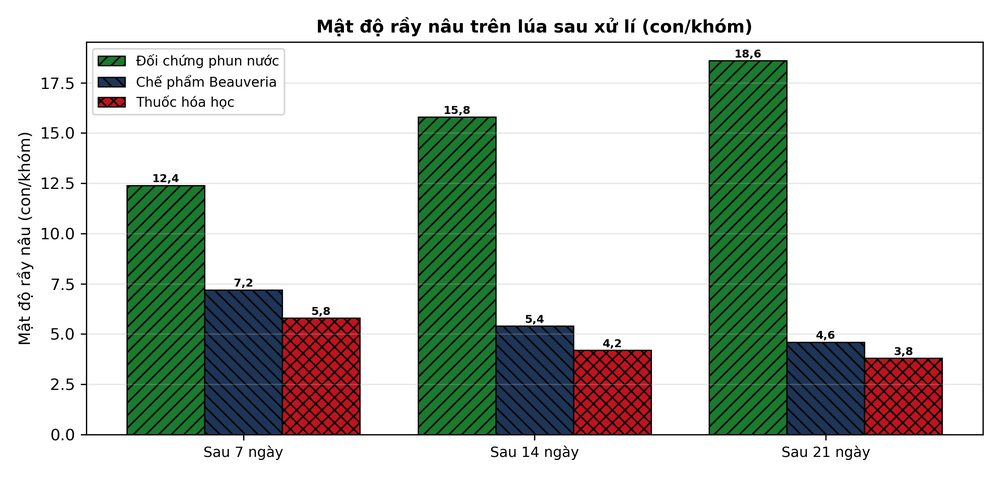 Mật độ rầy nâu trên lúa sau xử lí (con/khóm)
Mật độ rầy nâu (con/khóm)
17.5
15.0
12.5
10.0
7.5
5.0
2.5
0.0
Đối chứng phun nước
Chế phẩm Beauveria
Thuốc hóa học
12,4
7,2
5,8
15,8
5,4
4,2
18,6
4,6
3,8
Sau 7 ngày
Sau 14 ngày
Sau 21 ngày